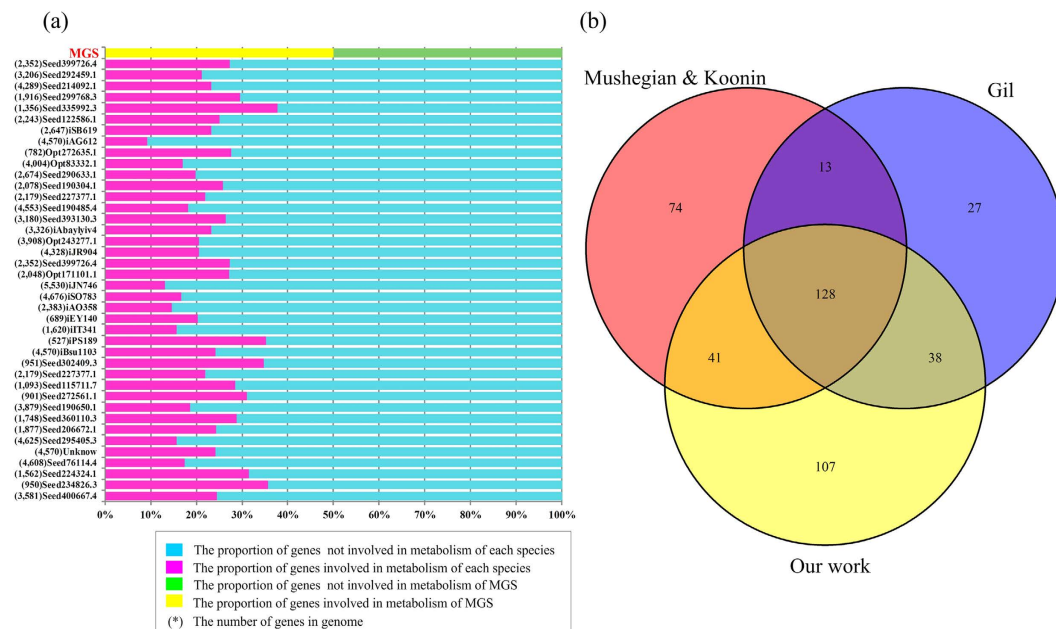 (a)
MGS
(2,352)Seed399726.4
(3,206)Seed292459.1
(4,289)Seed214092.1
(1,916)Seed299768.3
(1,356)Seed335992.3
(2,243)Seed122586.1
(2,647)iSB619
(4,570)iAG612
(782)Opt272635.1
(4,004)Opt83332.1
(2,674)Seed290633.1
(2,078)Seed190304.1
(2,179)Seed227377.1
(4,553)Seed190485.4
(3,180)Seed393130.3
(3,326)iAbaylyiv4
(3,908)Opt243277.1
(4,328)iJR904
(2,352)Seed399726.4
(2,048)Opt171101.1
(5,530)iJN746
(4,676)iSO783
(2,383)iAO358
(689)iEY140
(1,620)iIT341
(527)iPS189
(4,570)iBsu1103
(951)Seed302409.3
(2,179)Seed227377.1
(1,093)Seed115711.7
(901)Seed272561.1
(3,879)Seed190650.1
(1,748)Seed360110.3
(1,877)Seed206672.1
(4,625)Seed295405.3
(4,570)Unknow
(4,608)Seed76114.4
(1,562)Seed224324.1
(950)Seed234826.3
(3,581)Seed400667.4
0% 10% 20% 30% 40% 50% 60% 70% 80% 90% 100%
The proportion of genes not involved in metabolism of each species
The proportion of genes involved in metabolism of each species
The proportion of genes not involved in metabolism of MGS
The proportion of genes involved in metabolism of MGS
(*) The number of genes in genome
(b)
Mushegian & Koonin
Gil
13
74
27
128
41
38
107
Our work